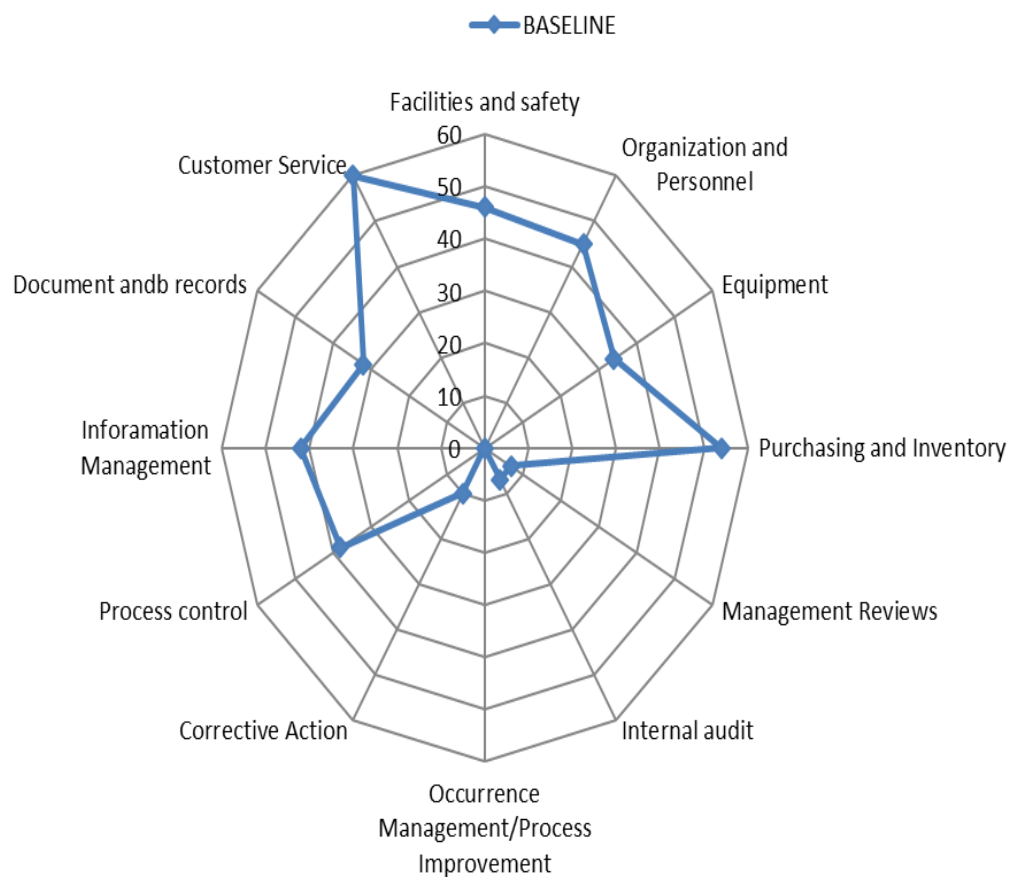 BASELINE
Facilities and safety
Organization and
Personnel
Equipment
Purchasing and Inventory
Management Reviews
Internal audit
Occurrence
Management/Process
Improvement
Corrective Action
Process control
Inforamation
Management
Document andb records
Customer Service
60
50
40
30
20
10
0